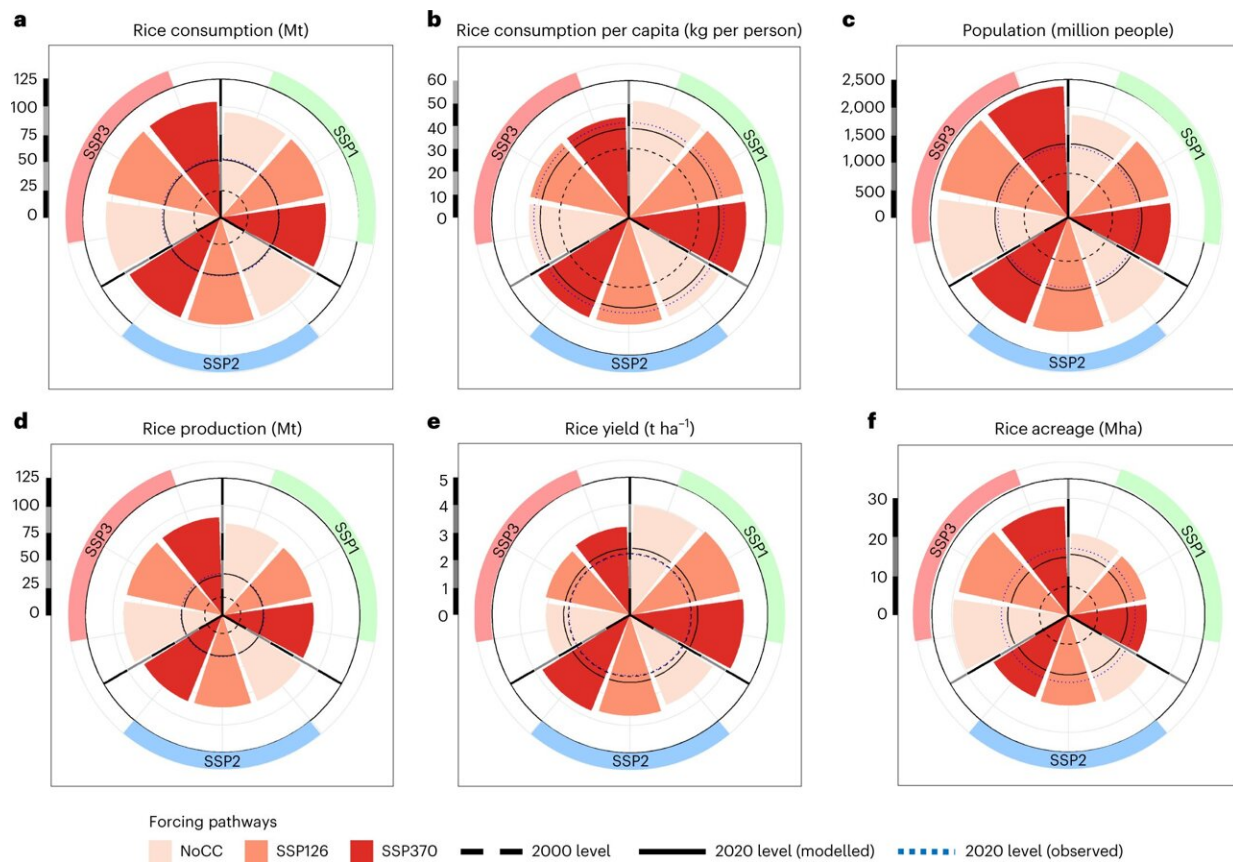 a
Rice consumption (Mt)
125
100
75
50
25
0
SSP3
SSP1
SSP2
b
Rice consumption per capita (kg per person)
60
50
40
30
20
10
0
SSP3
SSP1
SSP2
c
Population (million people)
2,500
2,000
1,500
1,000
500
0
SSP3
SSP1
SSP2
d
Rice production (Mt)
125
100
75
50
25
0
SSP3
SSP1
SSP2
e
Rice yield (t ha⁻¹)
5
4
3
2
1
0
SSP3
SSP1
SSP2
f
Rice acreage (Mha)
30
20
10
0
SSP3
SSP1
SSP2
Forcing pathways
NoCC SSP126 SSP370 2000 level 2020 level (modelled) 2020 level (observed)